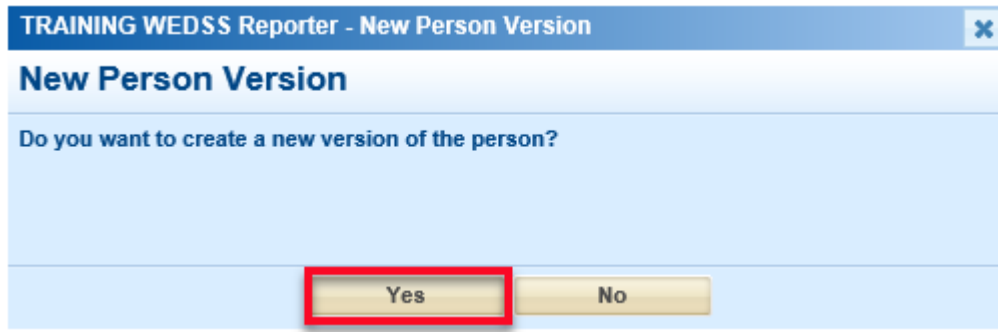 TRAINING WEDSS Reporter - New Person Version
New Person Version
Do you want to create a new version of the person?
Yes No